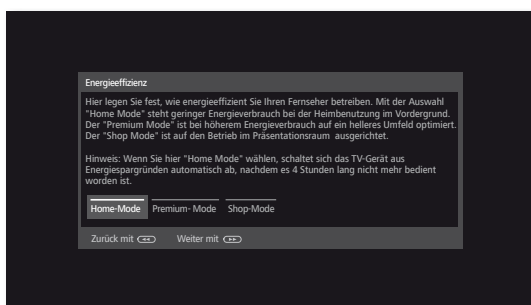 Energieeffizienz
Hier legen Sie fest, wie energieeffizient Sie Ihren Fernseher betreiben. Mit der Auswahl
"Home Mode" steht geringer Energieverbrauch bei der Heimbenutzung im Vordergrund.
Der "Premium Mode" ist bei höherem Energieverbrauch auf ein helleres Umfeld optimiert.
Der "Shop Mode" ist auf den Betrieb im Präsentationsraum ausgerichtet.
Hinweis: Wenn Sie hier "Home Mode" wählen, schaltet sich das TV-Gerät aus
Energiespargründen automatisch ab, nachdem es 4 Stunden lang nicht mehr bedient
worden ist.
Home-Mode Premium- Mode Shop-Mode
Zurück mit Weiter mit